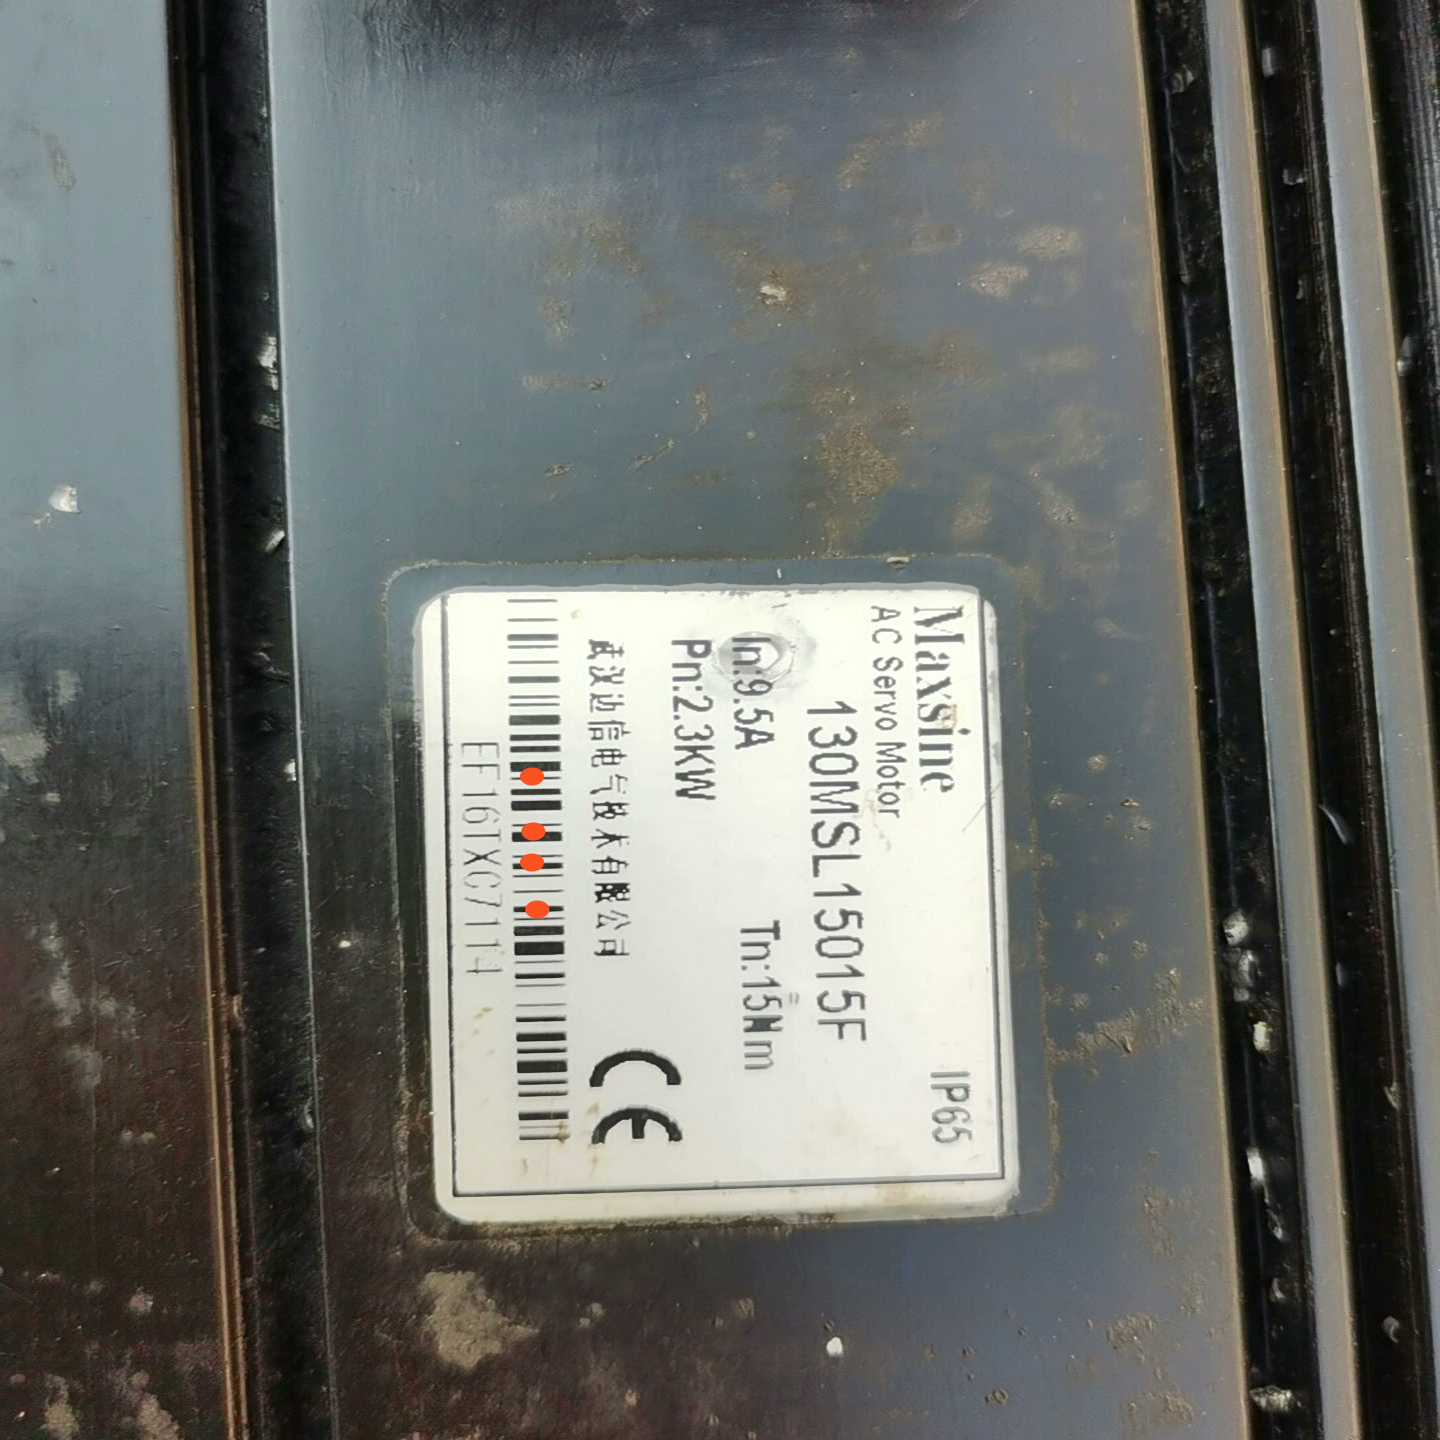 Maxsine
IP65
AC Servo Motor
130MSL15015F
In:9.5A
Tn:15Nm
Pn:2.3KW
CE
武汉迈信电气技术有限公司